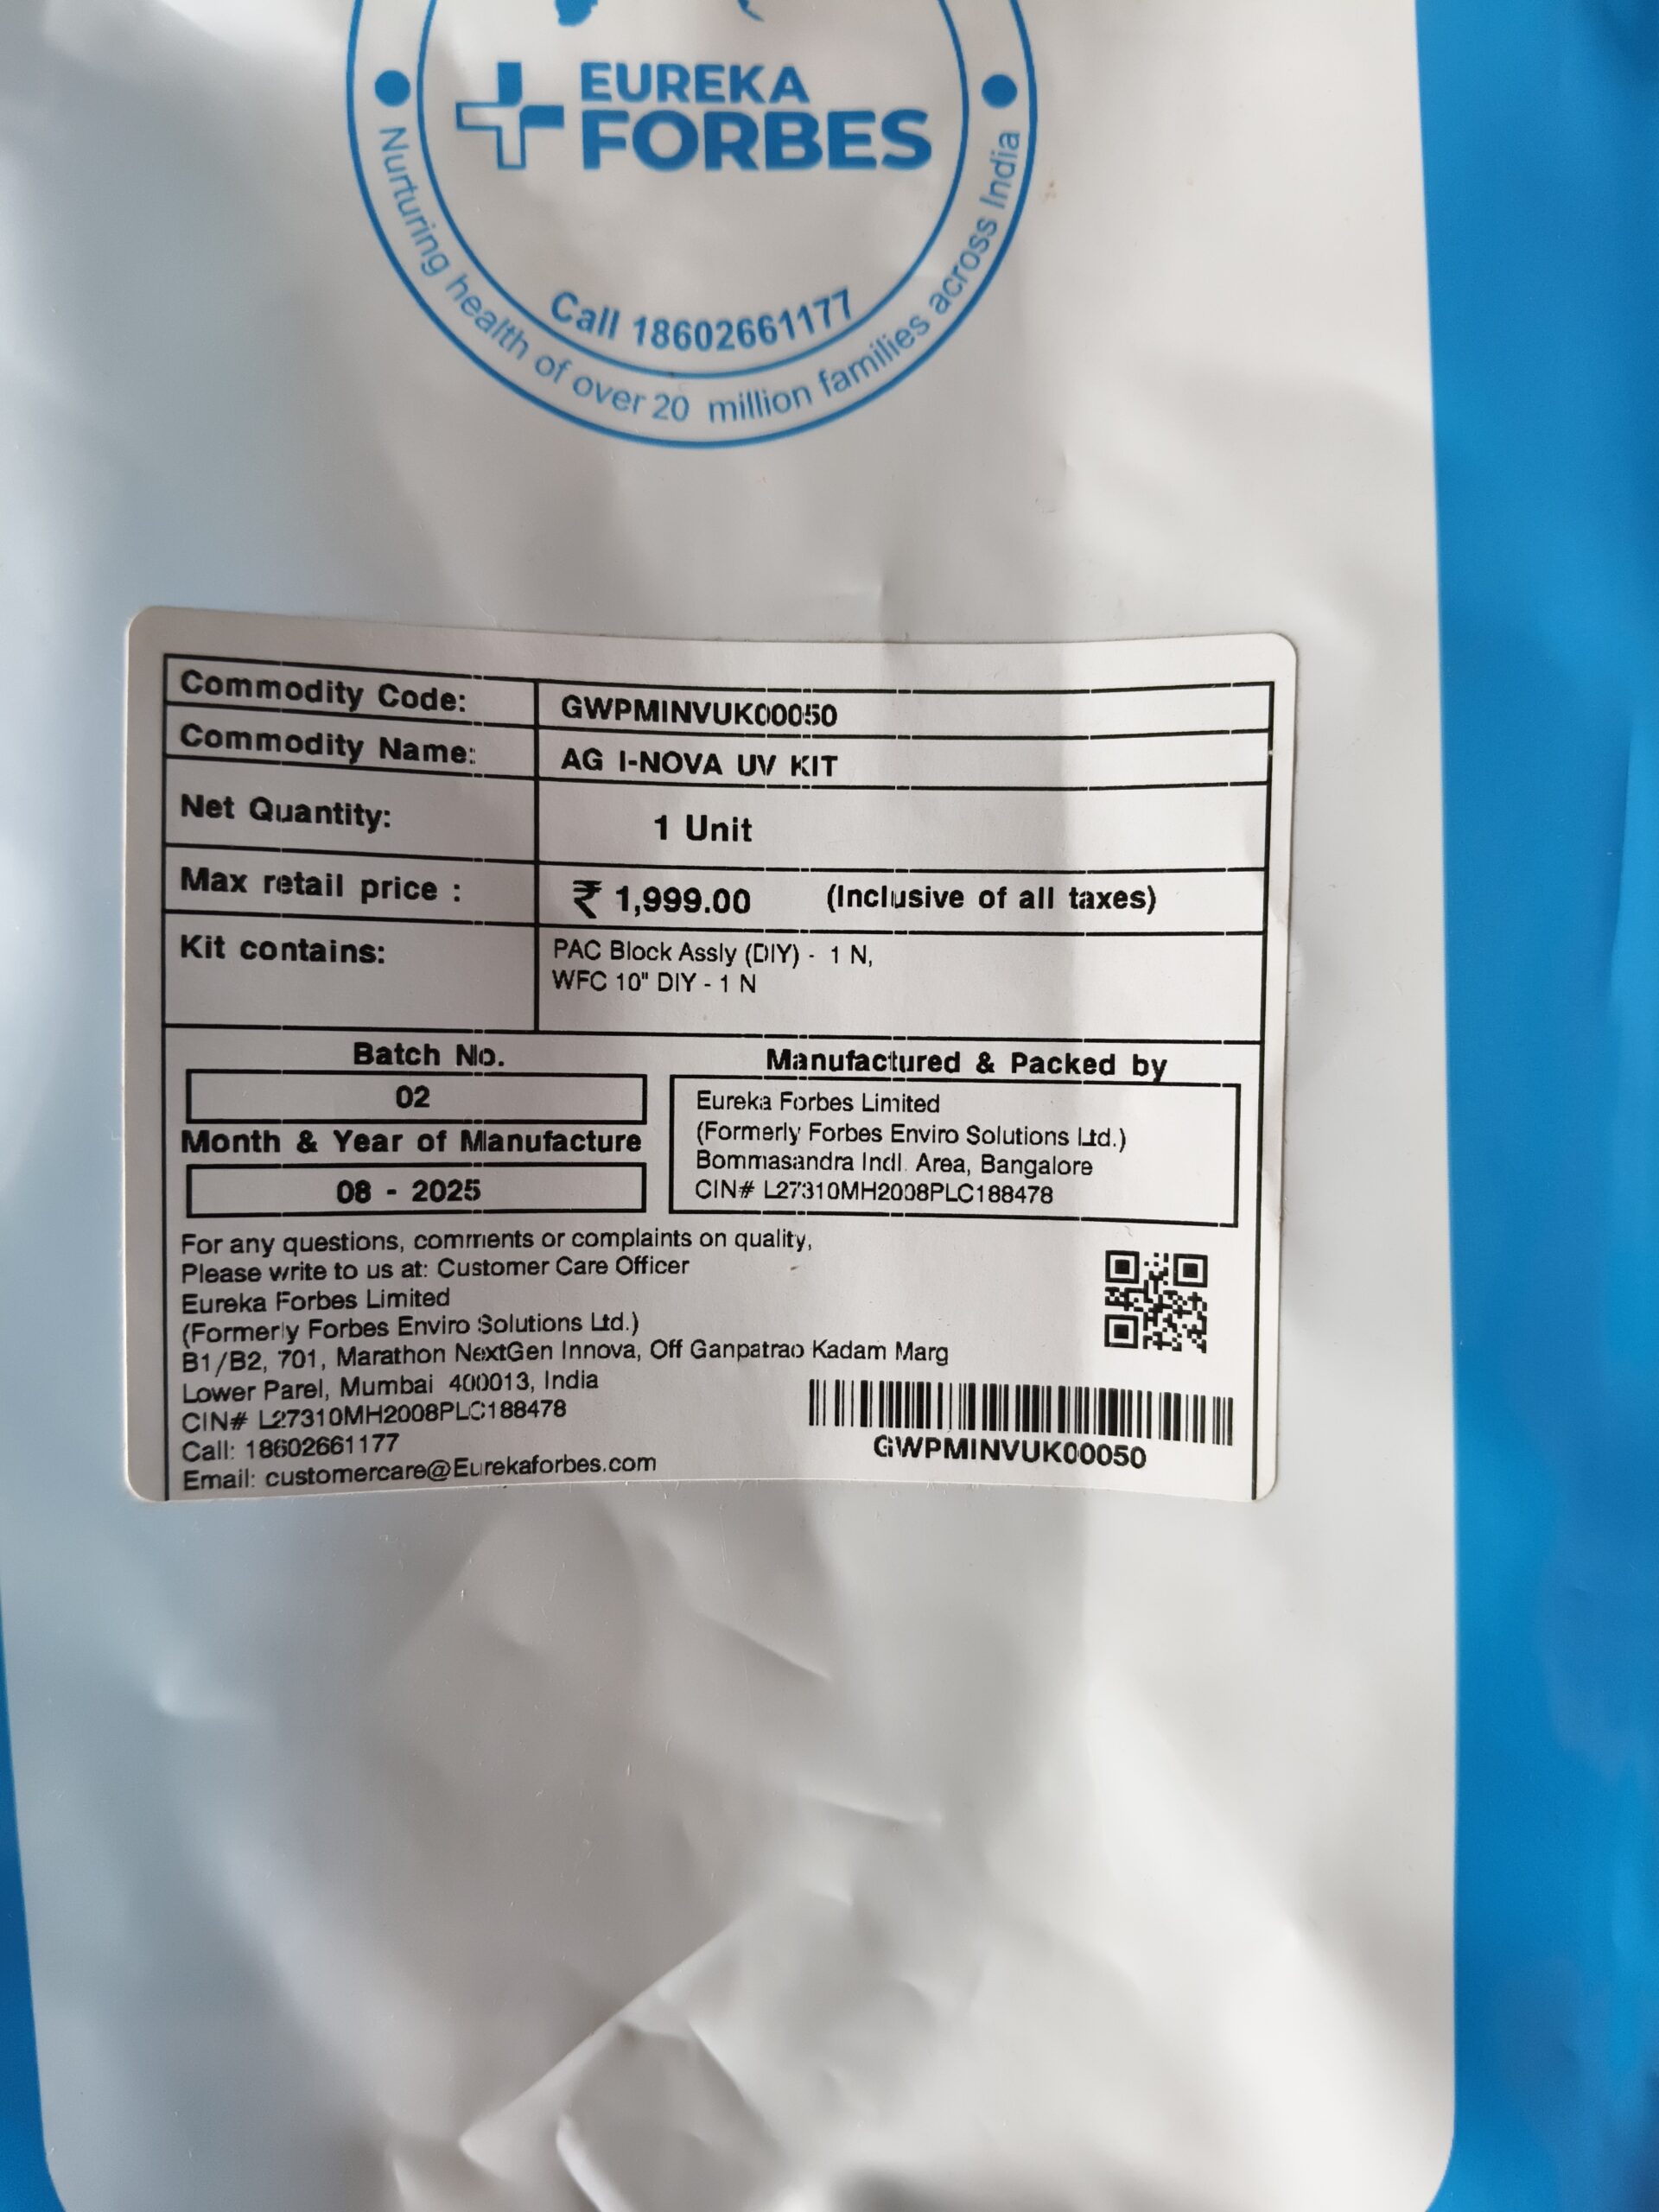 EUREKA
FORBES
Call 18602661177
Nurturing health of over 20 million families across India
Commodity Code: GWPMINVUK00050
Commodity Name: AG I-NOVA UV KIT
Net Quantity: 1 Unit
Max retail price : ₹ 1,999.00 (Inclusive of all taxes)
Kit contains: PAC Block Assly (DIY) - 1 N,
WFC 10" DIY - 1 N
Batch No.
02
Month & Year of Manufacture
08 - 2025
Manufactured & Packed by
Eureka Forbes Limited
(Formerly Forbes Enviro Solutions Ltd.)
Bommasandra Indl. Area, Bangalore
CIN# L27310MH2008PLC188478
For any questions, comments or complaints on quality,
Please write to us at: Customer Care Officer
Eureka Forbes Limited
(Formerly Forbes Enviro Solutions Ltd.)
B1/B2, 701, Marathon NextGen Innova, Off Ganpatrao Kadam Marg
Lower Parel, Mumbai 400013, India
CIN# L27310MH2008PLC188478
Call: 18602661177
Email: customercare@Eurekaforbes.com
GWPMINVUK00050